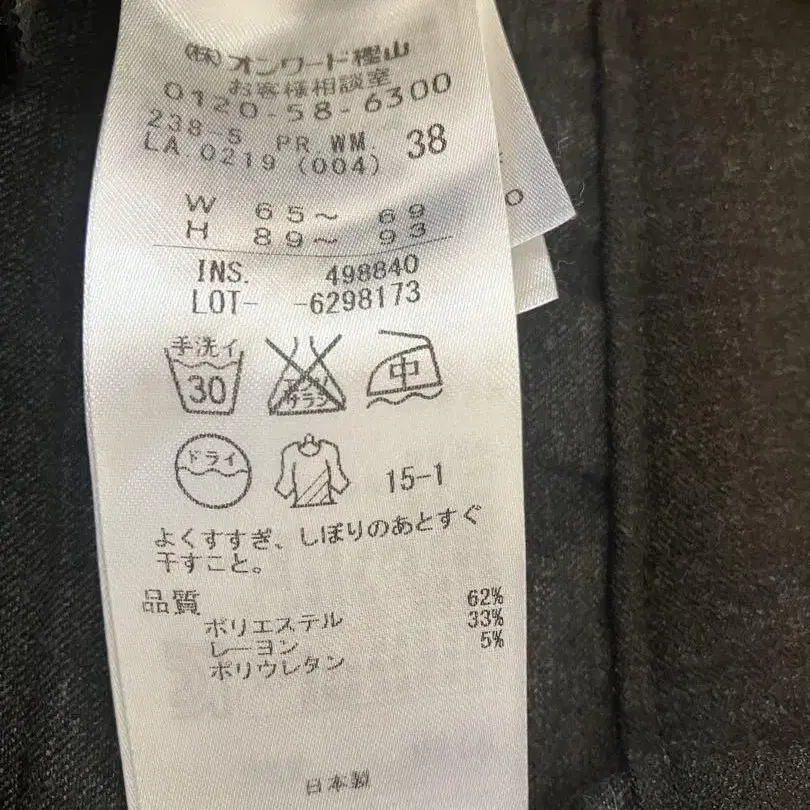 (株)オンワード樫山
お客様相談室
0120-58-6300
238-5 PR.WM. 38
LA.0219 (004)
W 65～ 69
H 89～ 93
INS. 498840
LOT- -6298173
手洗イ
30
中
ドライ
15-1
よくすすぎ、しぼりのあとすぐ
干すこと。
品質
ポリエステル 62%
レーヨン 33%
ポリウレタン 5%
日本製
0